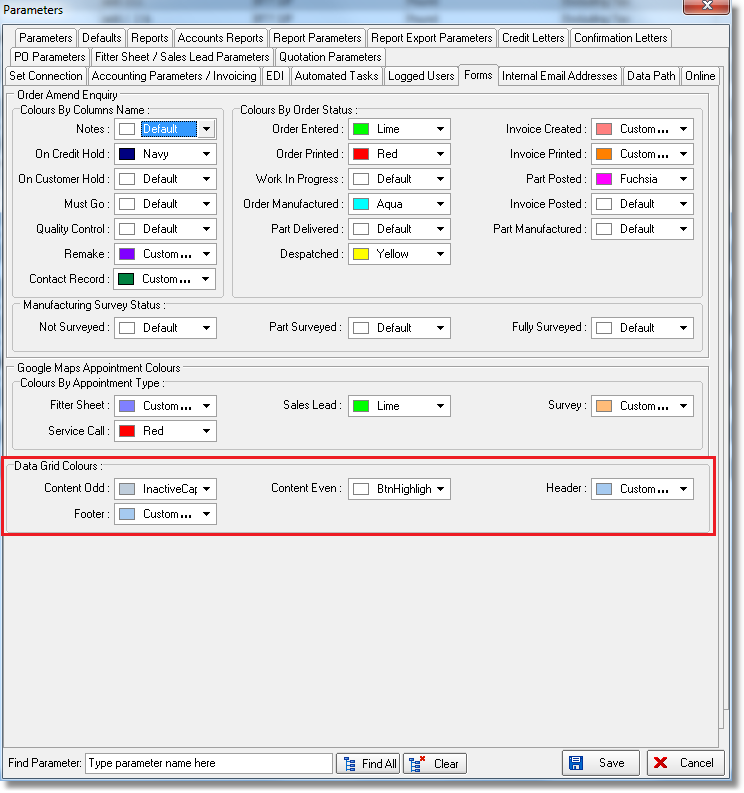 Parameters
Parameters Defaults Reports Accounts Reports Report Parameters Report Export Parameters Credit Letters Confirmation Letters
PO Parameters Fitter Sheet / Sales Lead Parameters Quotation Parameters
Set Connection Accounting Parameters / Invoicing EDI Automated Tasks Logged Users Forms Internal Email Addresses Data Path Online
Order Amend Enquiry
Colours By Columns Name : Colours By Order Status :
Notes : Default Order Entered : Lime Invoice Created : Custom ...
On Credit Hold : Navy Order Printed : Red Invoice Printed : Custom ...
On Customer Hold : Default Work In Progress : Default Part Posted : Fuchsia
Must Go : Default Order Manufactured : Aqua Invoice Posted : Default
Quality Control : Default Part Delivered : Default Part Manufactured : Default
Remake : Custom ... Despatched : Yellow
Contact Record : Custom ...
Manufacturing Survey Status :
Not Surveyed : Default Part Surveyed : Default Fully Surveyed : Default
Google Maps Appointment Colours
Colours By Appointment Type :
Fitter Sheet : Custom ... Sales Lead : Lime Survey : Custom ...
Service Call : Red
Data Grid Colours :
Content Odd : InactiveCap Content Even : BtnHighligh Header : Custom ...
Footer : Custom ...
Find Parameter: Type parameter name here Find All Clear Save Cancel